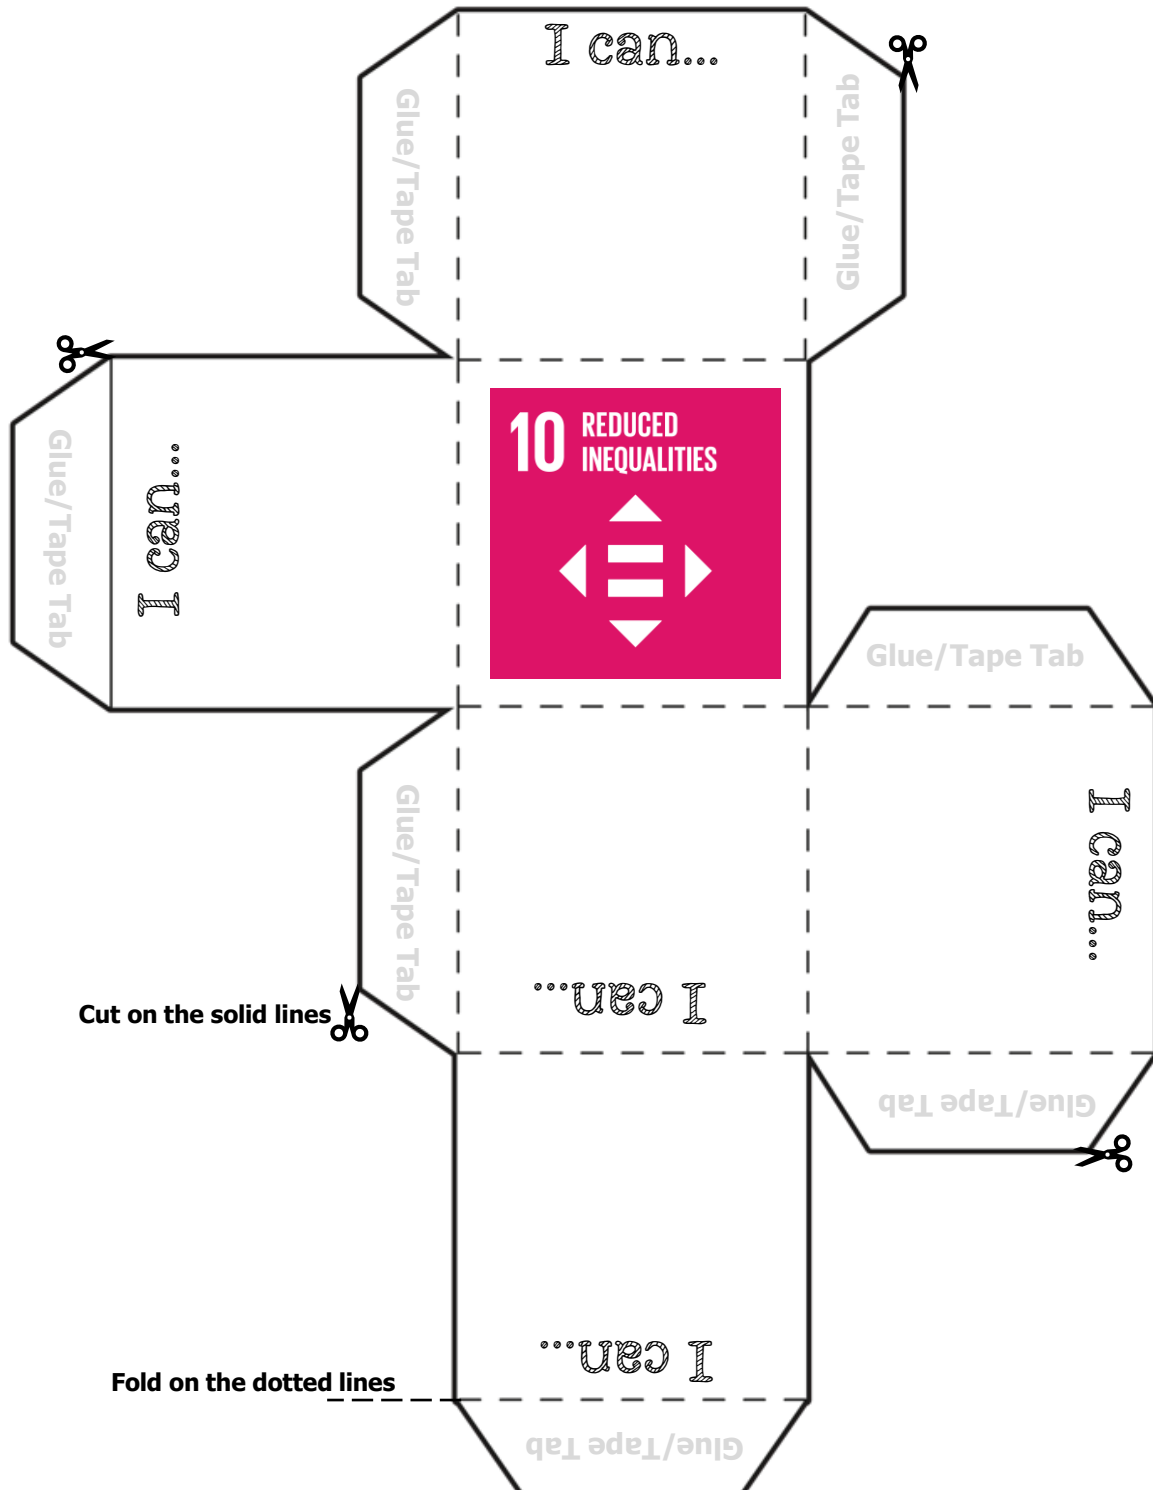 I can...
Glue/Tape Tab
Glue/Tape Tab
10 REDUCED
INEQUALITIES
Glue/Tape Tab
I can...
Glue/Tape Tab
I can...
Glue/Tape Tab
I can...
Cut on the solid lines
Glue/Tape Tab
I can...
Fold on the dotted lines
Glue/Tape Tab